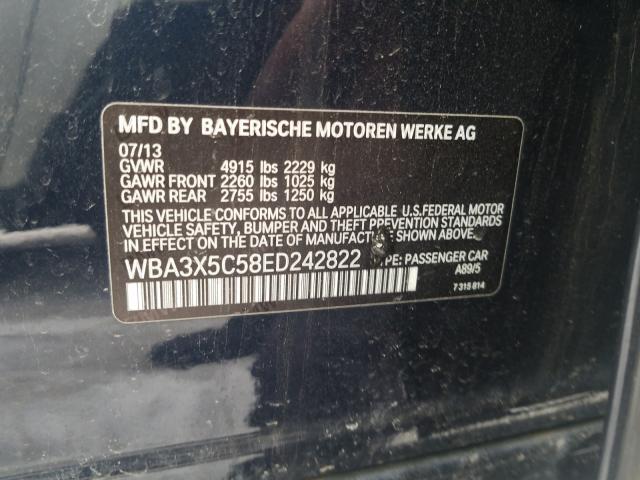 MFD BY BAYERISCHE MOTOREN WERKE AG
07/13
GVWR 4915 lbs 2229 kg
GAWR FRONT 2260 lbs 1025 kg
GAWR REAR 2755 lbs 1250 kg
THIS VEHICLE CONFORMS TO ALL APPLICABLE U.S. FEDERAL MOTOR
VEHICLE SAFETY, BUMPER AND THEFT PREVENTION STANDARDS
IN EFFECT ON THE DATE OF MANUFACTURE SHOWN ABOVE.
WBA3X5C58ED242822 TYPE: PASSENGER CAR
A89/5
7 315 814